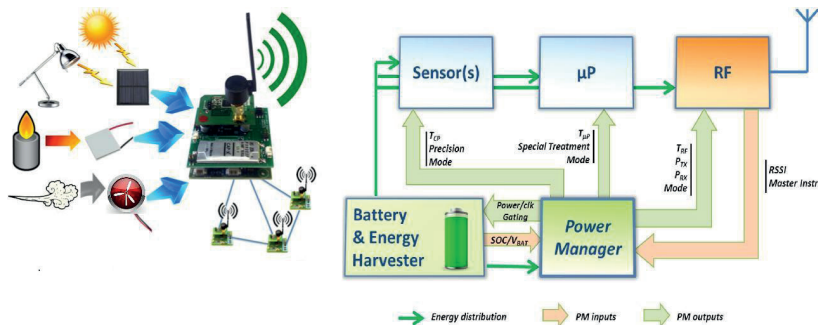 Sensor(s)
µP
RF
T_CP
Precision
Mode
T_µP
Special Treatment
Mode
T_RF
P_TX
P_RX
Mode
RSSI
Master Instr
Battery
& Energy
Harvester
Power/clk
Gating
SOC/V_BAT
Power
Manager
Energy distribution
PM inputs
PM outputs